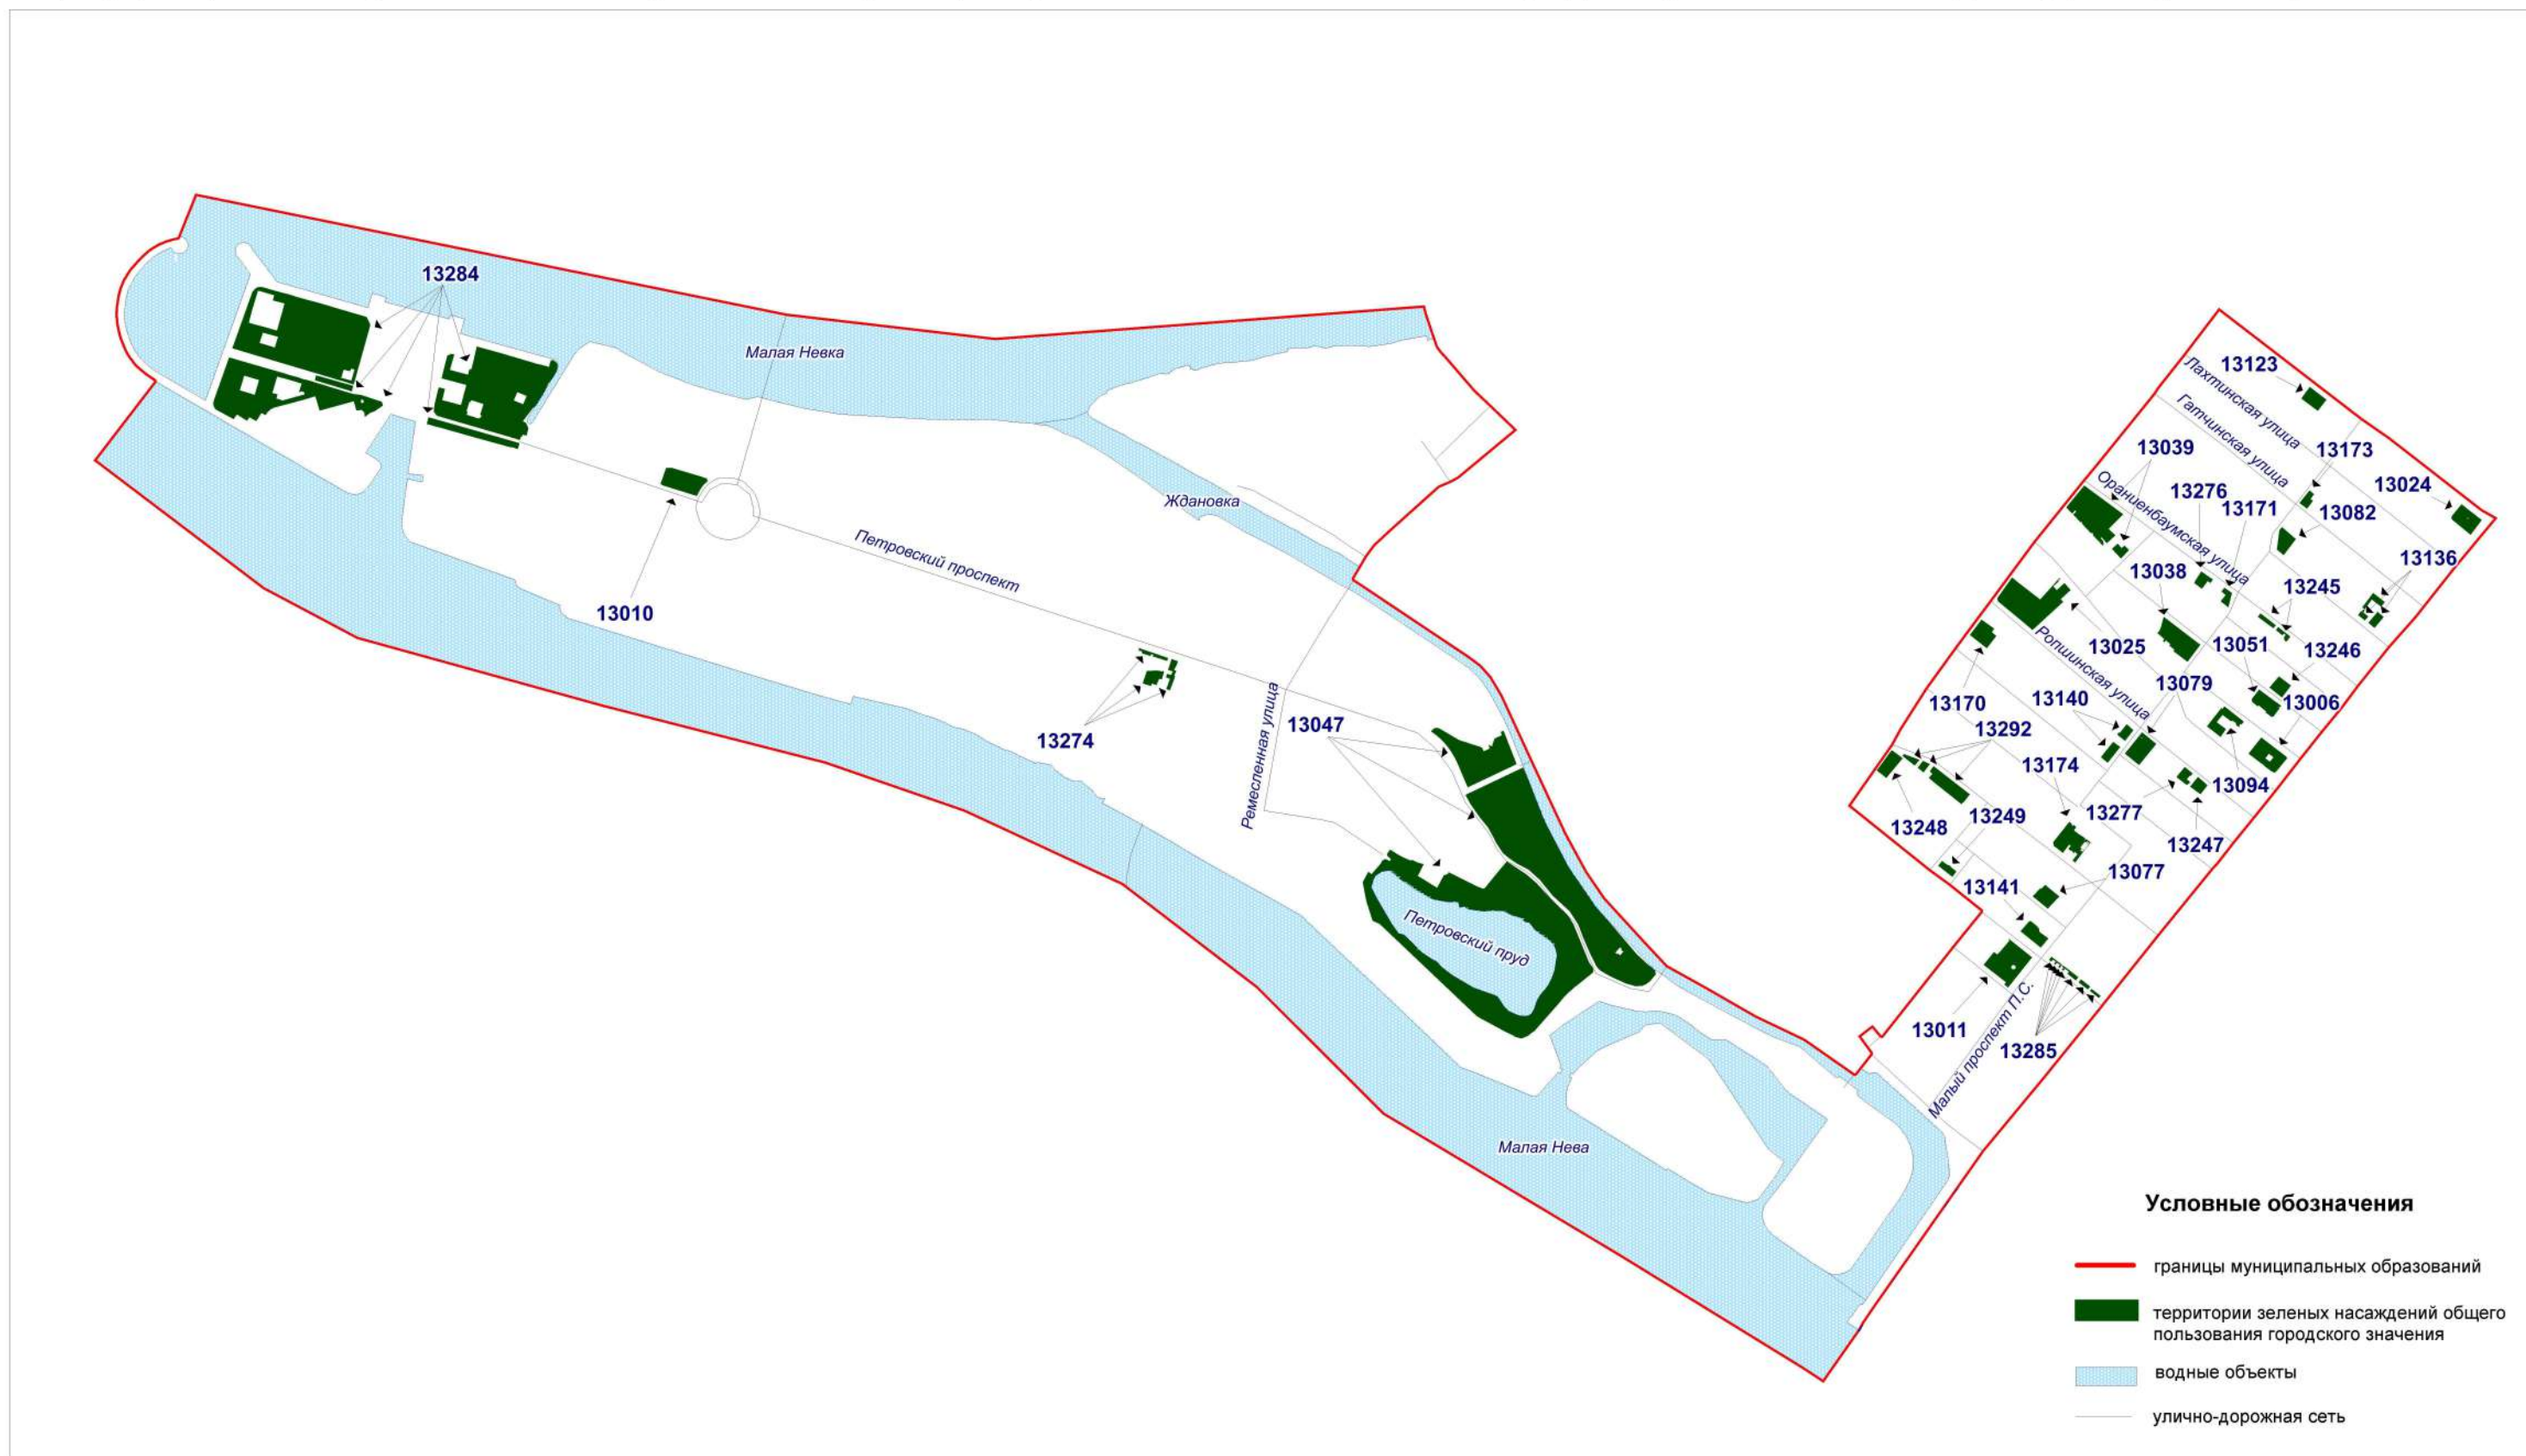 13284
Малая Невка
13123
Лахтинская улица
Гатчинская улица
13039
13173
13276
13024
13171
13082
Ораниенбаумская улица
Ждановка
Петровский проспект
13136
13038
13245
13010
13025
13051
13246
Ропшинская улица
13079
13170
13140
13006
13292
13274
13047
Ремесленная улица
13174
13094
13277
13248
13249
13247
13077
13141
Петровский пруд
13011
13285
Малый проспект П.С.
Малая Нева
Условные обозначения
границы муниципальных образований
территории зеленых насаждений общего
пользования городского значения
водные объекты
улично-дорожная сеть